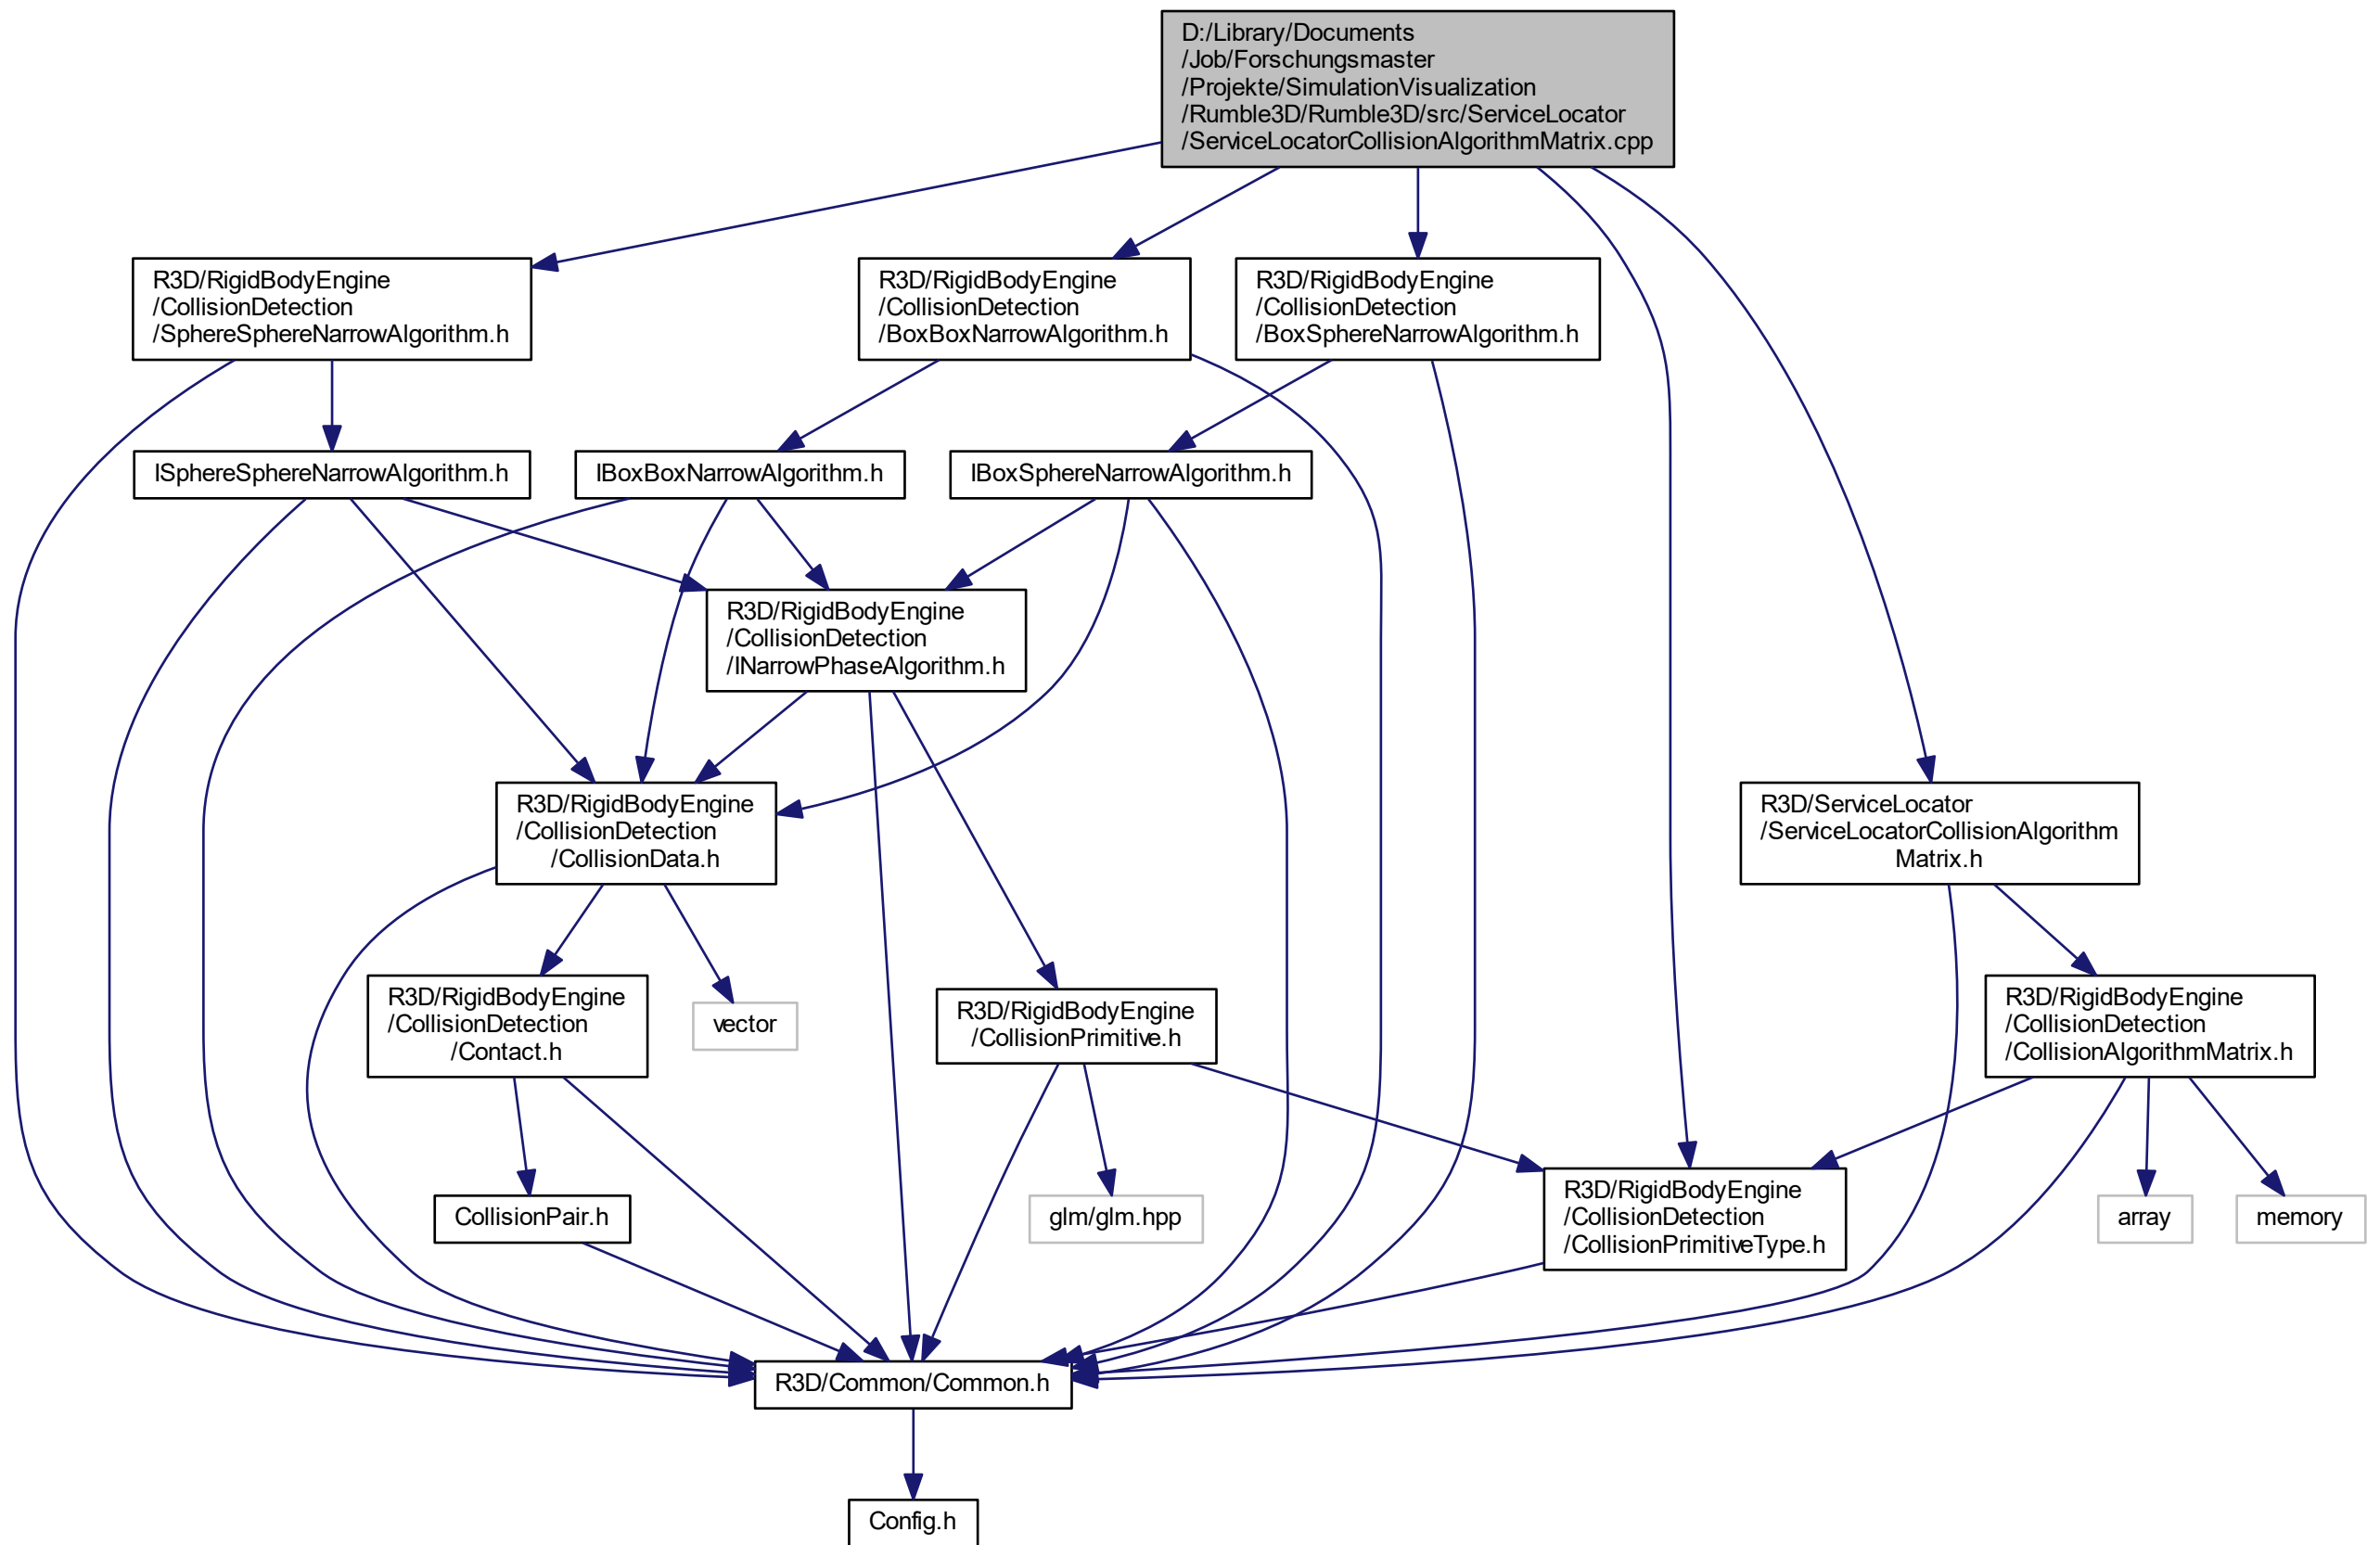 D:/Library/Documents
/Job/Forschungsmaster
/Projekte/SimulationVisualization
/Rumble3D/Rumble3D/src/ServiceLocator
/ServiceLocatorCollisionAlgorithmMatrix.cpp
R3D/RigidBodyEngine
/CollisionDetection
/SphereSphereNarrowAlgorithm.h
R3D/RigidBodyEngine
/CollisionDetection
/BoxBoxNarrowAlgorithm.h
R3D/RigidBodyEngine
/CollisionDetection
/BoxSphereNarrowAlgorithm.h
ISphereSphereNarrowAlgorithm.h
IBoxBoxNarrowAlgorithm.h
IBoxSphereNarrowAlgorithm.h
R3D/RigidBodyEngine
/CollisionDetection
/INarrowPhaseAlgorithm.h
R3D/RigidBodyEngine
/CollisionDetection
/CollisionData.h
R3D/ServiceLocator
/ServiceLocatorCollisionAlgorithm
Matrix.h
R3D/RigidBodyEngine
/CollisionDetection
/Contact.h
vector
R3D/RigidBodyEngine
/CollisionPrimitive.h
R3D/RigidBodyEngine
/CollisionDetection
/CollisionAlgorithmMatrix.h
CollisionPair.h
glm/glm.hpp
R3D/RigidBodyEngine
/CollisionDetection
/CollisionPrimitiveType.h
array
memory
R3D/Common/Common.h
Config.h